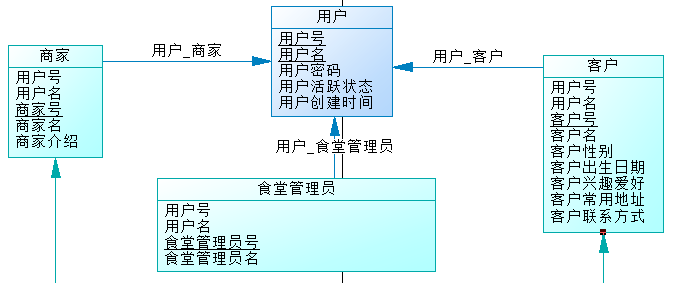 用户
用户号
用户名
用户密码
用户活跃状态
用户创建时间
商家
用户号
用户名
商家号
商家名
商家介绍
用户_商家
用户_客户
客户
用户号
用户名
客户号
客户名
客户性别
客户出生日期
客户兴趣爱好
客户常用地址
客户联系方式
用户_食堂管理员
食堂管理员
用户号
用户名
食堂管理员号
食堂管理员名